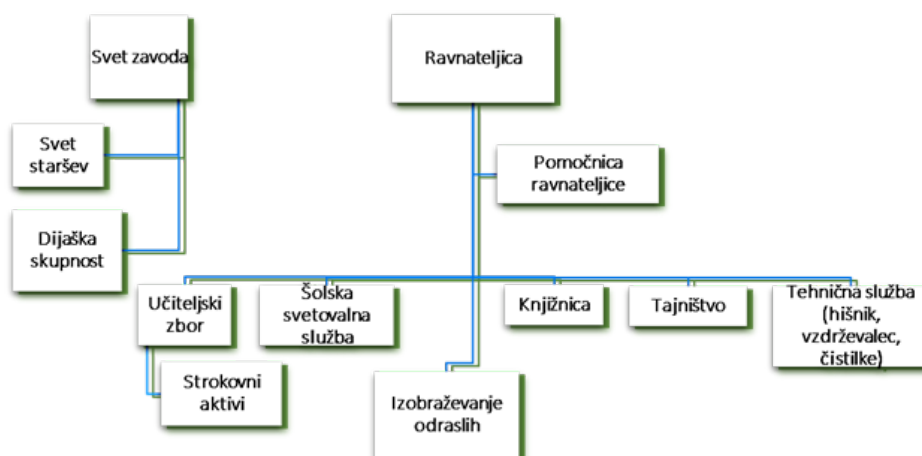 Svet zavoda
Ravnateljica
Svet
staršev
Pomočnica
ravnateljice
Dijaška
skupnost
Učiteljski
zbor
Šolska
svetovalna
služba
Knjižnica
Tajništvo
Tehnična služba
(hišnik,
vzdrževalec,
čistilke)
Strokovni
aktivi
Izobraževanje
odraslih